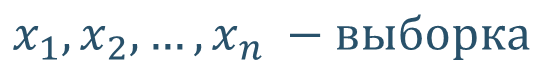 x₁, x₂, …, xₙ – выборка